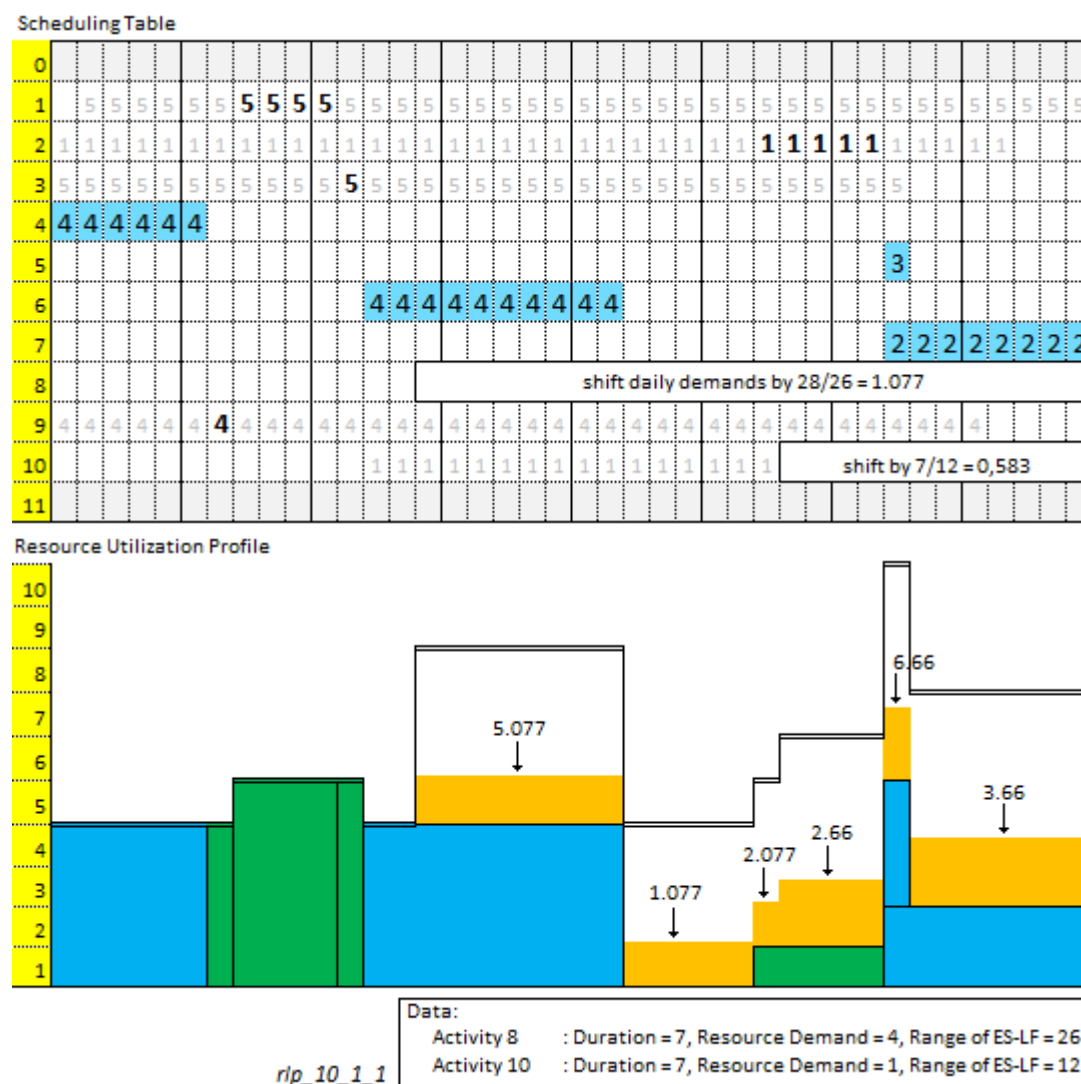 Scheduling Table
0
1 5 5 5 5 5 5 5 5 5 5 5 5 5 5 5 5 5 5 5 5 5 5 5 5 5 5 5 5 5 5 5 5 5 5 5 5 5 5 5
2 1 1 1 1 1 1 1 1 1 1 1 1 1 1 1 1 1 1 1 1 1 1 1 1 1 1 1 1 1 1 1 1 1 1 1 1 1
3 5 5 5 5 5 5 5 5 5 5 5 5 5 5 5 5 5 5 5 5 5 5 5 5 5 5 5 5 5 5 5 5 5
4 4 4 4 4 4 4
5 3
6 4 4 4 4 4 4 4 4 4 4
7 2 2 2 2 2 2 2 2
8 shift daily demands by 28/26 = 1.077
9 4 4 4 4 4 4 4 4 4 4 4 4 4 4 4 4 4 4 4 4 4 4 4 4 4 4 4 4 4 4 4 4 4 4 4 4
10 1 1 1 1 1 1 1 1 1 1 1 1 1 1 1 1 shift by 7/12 = 0,583
11
Resource Utilization Profile
10
9
8 6.66
7
6 5.077
5
4 3.66
3 2.66
2 2.077
1 1.077
Data:
Activity 8 : Duration = 7, Resource Demand = 4, Range of ES-LF = 26
Activity 10 : Duration = 7, Resource Demand = 1, Range of ES-LF = 12
rlp_10_1_1